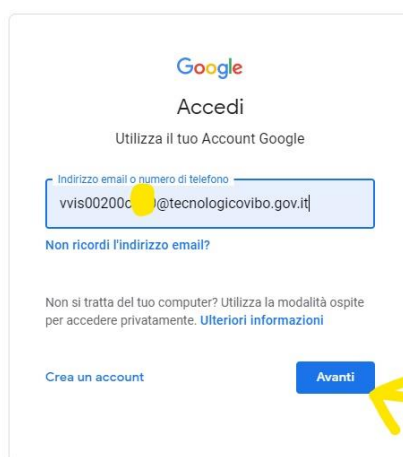 Google
Accedi
Utilizza il tuo Account Google
Indirizzo email o numero di telefono
@tecnologicovibo.gov.it
Non ricordi l'indirizzo email?
Non si tratta del tuo computer? Utilizza la modalità ospite
per accedere privatamente. Ulteriori informazioni
Crea un account
Avanti